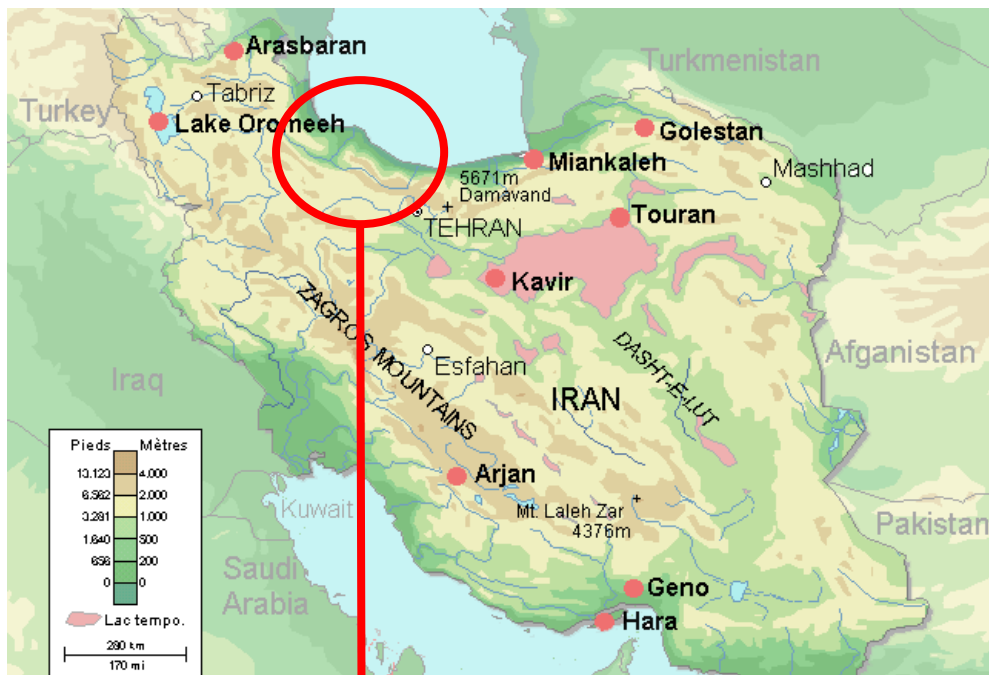 Arasbaran
Turkmenistan
Tabriz
Turkey
Lake Oromeeh
Golestan
Miankaleh
Mashhad
5671m
Damavand
TEHRAN
Touran
Kavir
ZAGROS MOUNTAINS
DASHT-E-LUT
Afganistan
Esfahan
Iraq
IRAN
Arjan
Kuwait
Mt. Laleh Zar
4376m
Pakistan
Saudi
Arabia
Geno
Hara
Pieds Mètres
13.123 4.000
6.562 2.000
3.281 1.000
1.640 500
656 200
0 0
Lac tempo.
280 km
170 mi